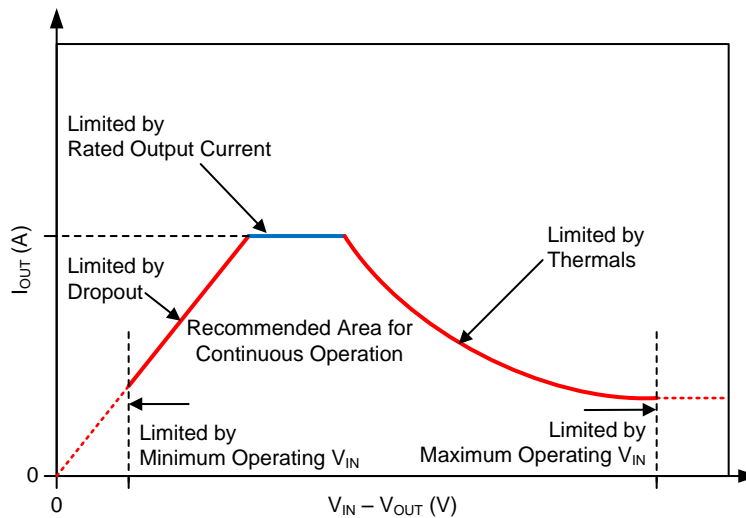 Limited by
Rated Output Current
I_OUT (A)
Limited by
Dropout
Limited by
Thermals
Recommended Area for
Continuous Operation
Limited by
Minimum Operating V_IN
Limited by
Maximum Operating V_IN
0
0
V_IN – V_OUT (V)